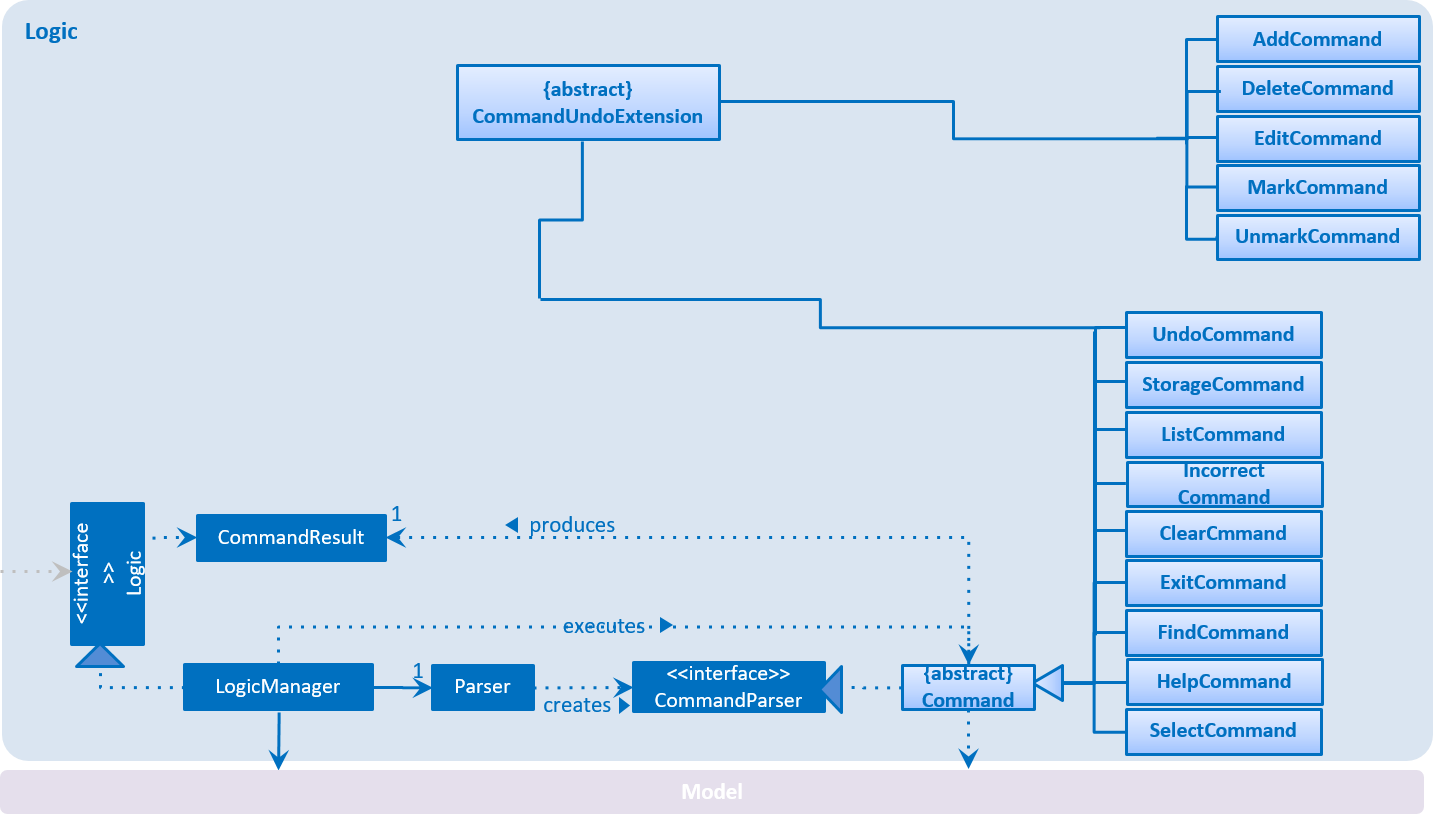 Logic
{abstract}
CommandUndoExtension
AddCommand
DeleteCommand
EditCommand
MarkCommand
UnmarkCommand
UndoCommand
StorageCommand
ListCommand
Incorrect
Command
ClearCmmand
ExitCommand
FindCommand
HelpCommand
SelectCommand
<<interface
>>
Logic
CommandResult
1
produces
executes
LogicManager
1
Parser
creates
<<interface>>
CommandParser
{abstract}
Command
Model